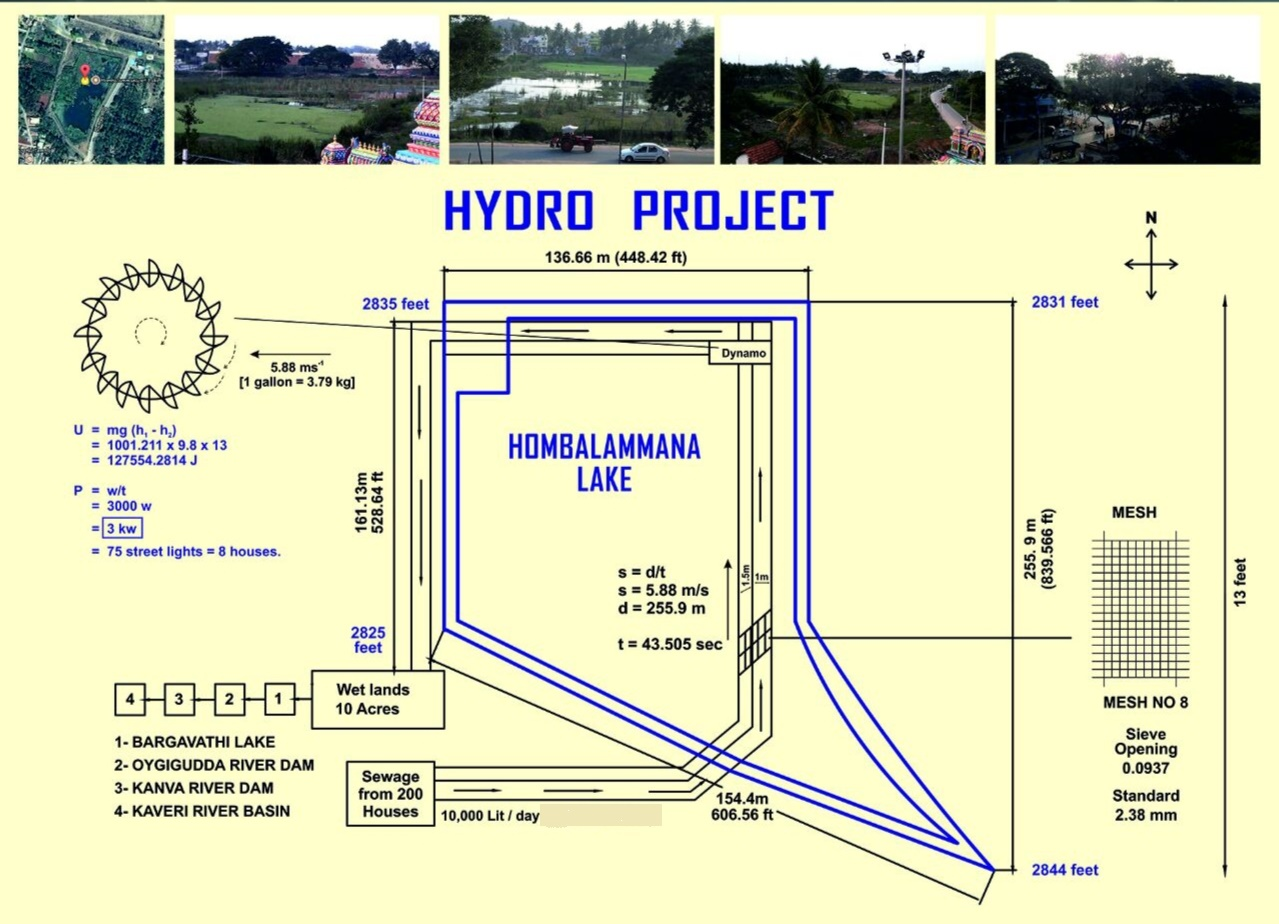 HYDRO PROJECT
N
136.66 m (448.42 ft)
2835 feet
2831 feet
Dynamo
5.88 ms⁻¹
[1 gallon = 3.79 kg]
U = mg (h₁ - h₂)
= 1001.211 x 9.8 x 13
= 127554.2814 J
P = w/t
= 3000 w
= 3 kw
= 75 street lights = 8 houses.
HOMBALAMMANA
LAKE
161.13m
528.64 ft
s = d/t
s = 5.88 m/s
d = 255.9 m
t = 43.505 sec
1.5m
1m
255. 9 m
(839.566 ft)
MESH
13 feet
MESH NO 8
Sieve
Opening
0.0937
Standard
2.38 mm
2825
feet
Wet lands
10 Acres
4
3
2
1
1- BARGAVATHI LAKE
2- OYGIGUDDA RIVER DAM
3- KANVA RIVER DAM
4- KAVERI RIVER BASIN
Sewage
from 200
Houses
10,000 Lit / day
154.4m
606.56 ft
2844 feet